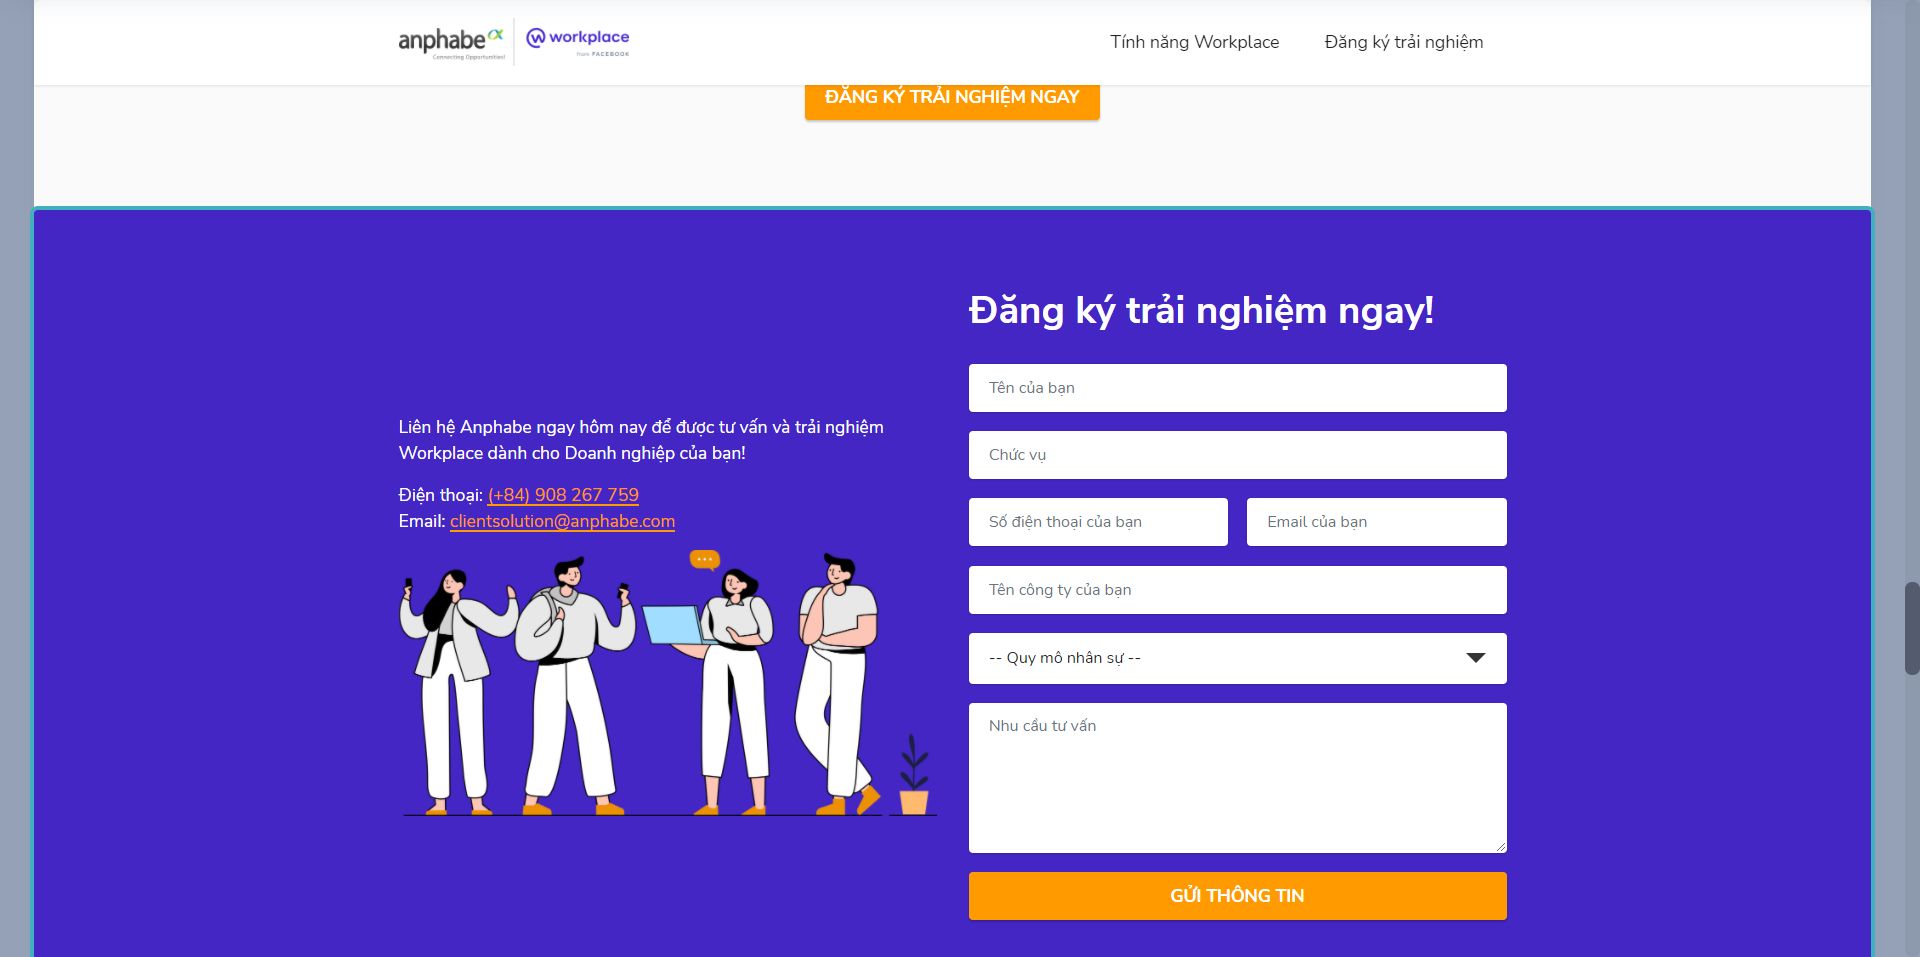 anphabe
Connecting Opportunities!
workplace
from FACEBOOK
Tính năng Workplace
Đăng ký trải nghiệm
ĐĂNG KÝ TRẢI NGHIỆM NGAY
Liên hệ Anphabe ngay hôm nay để được tư vấn và trải nghiệm
Workplace dành cho Doanh nghiệp của bạn!
Điện thoại: (+84) 908 267 759
Email: clientsolution@anphabe.com
Đăng ký trải nghiệm ngay!
Tên của bạn
Chức vụ
Số điện thoại của bạn
Email của bạn
Tên công ty của bạn
-- Quy mô nhân sự --
Nhu cầu tư vấn
GỬI THÔNG TIN